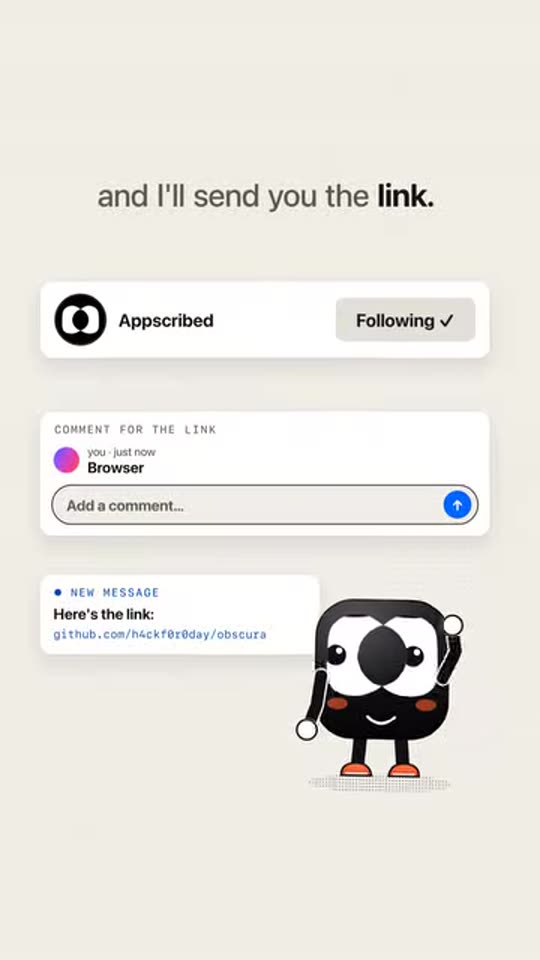 and I'll send you the link.
Appscribed
Following ✓
COMMENT FOR THE LINK
you · just now
Browser
Add a comment...
NEW MESSAGE
Here's the link:
github.com/h4ckf0r0day/obscura